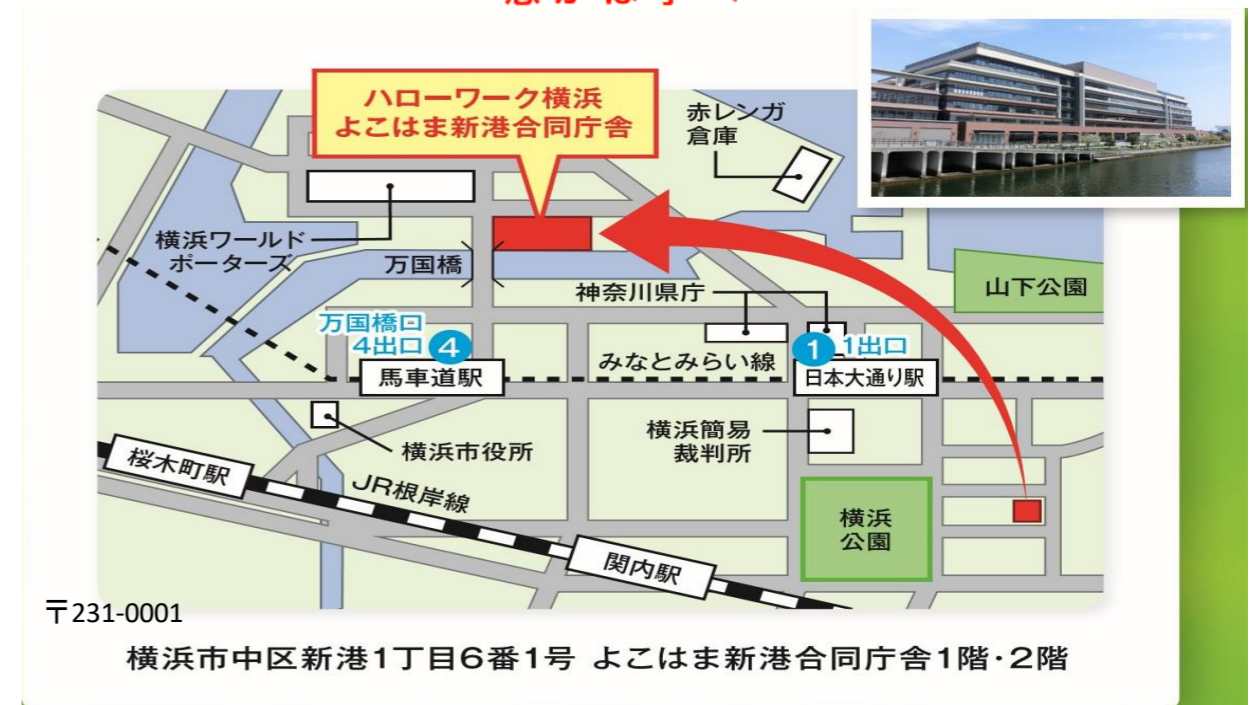 ハローワーク横浜
よこはま新港合同庁舎
赤レンガ
倉庫
横浜ワールド
ポーターズ
万国橋
神奈川県庁
山下公園
万国橋口
4出口
4
1
1出口
みなとみらい線
馬車道駅
日本大通り駅
横浜市役所
横浜簡易
裁判所
桜木町駅
JR根岸線
横浜
公園
関内駅
〒231-0001
横浜市中区新港1丁目6番1号 よこはま新港合同庁舎1階・2階